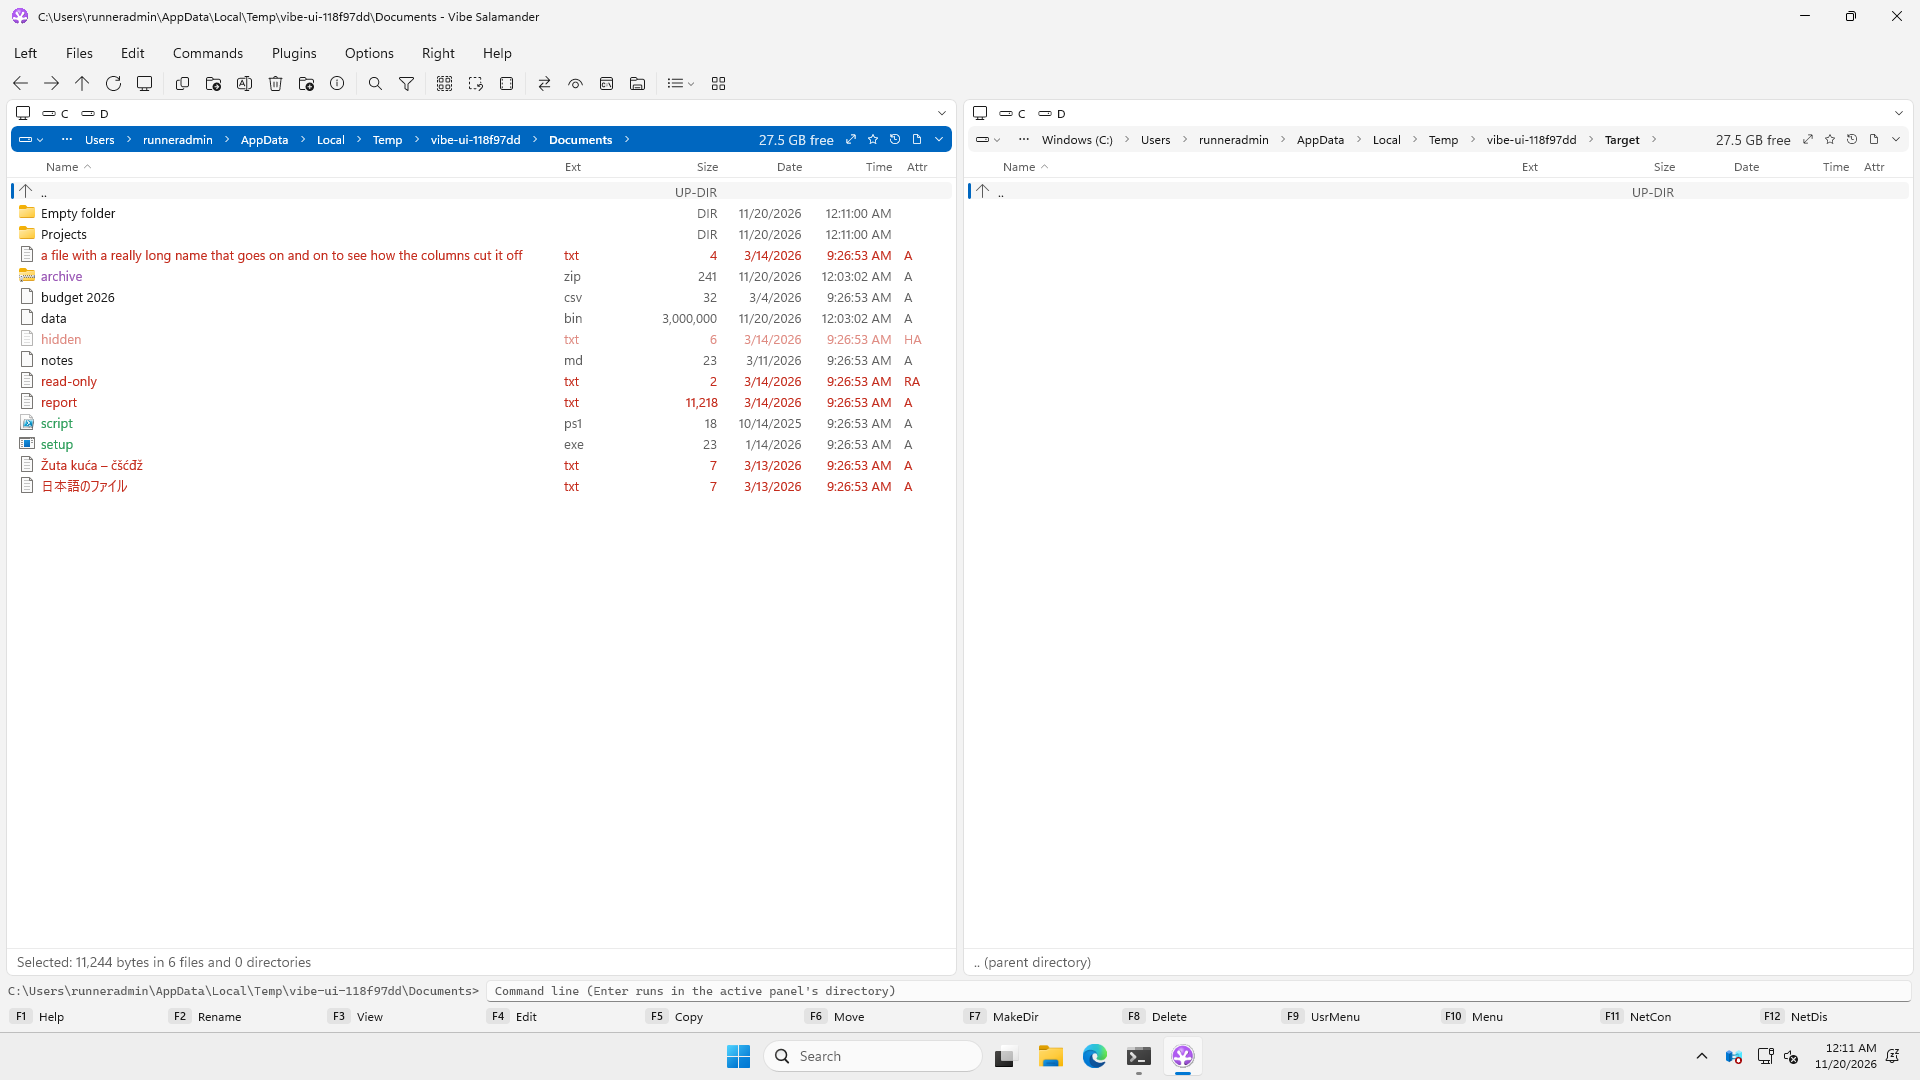 C:\Users\runneradmin\AppData\Local\Temp\vibe-ui-118f97dd\Documents - Vibe Salamander
Left Files Edit Commands Plugins Options Right Help
C D
Users runneradmin AppData Local Temp vibe-ui-118f97dd Documents 27.5 GB free
Name Ext Size Date Time Attr
.. UP-DIR
Empty folder DIR 11/20/2026 12:11:00 AM
Projects DIR 11/20/2026 12:11:00 AM
a file with a really long name that goes on and on to see how the columns cut it off txt 4 3/14/2026 9:26:53 AM A
archive zip 241 11/20/2026 12:03:02 AM A
budget 2026 csv 32 3/4/2026 9:26:53 AM A
data bin 3,000,000 11/20/2026 12:03:02 AM A
hidden txt 6 3/14/2026 9:26:53 AM HA
notes md 23 3/11/2026 9:26:53 AM A
read-only txt 2 3/14/2026 9:26:53 AM RA
report txt 11,218 3/14/2026 9:26:53 AM A
script ps1 18 10/14/2025 9:26:53 AM A
setup exe 23 1/14/2026 9:26:53 AM A
Žuta kuća – čšćđž txt 7 3/13/2026 9:26:53 AM A
日本語のファイル txt 7 3/13/2026 9:26:53 AM A
Selected: 11,244 bytes in 6 files and 0 directories
C D
Windows (C:) Users runneradmin AppData Local Temp vibe-ui-118f97dd Target 27.5 GB free
Name Ext Size Date Time Attr
.. UP-DIR
.. (parent directory)
C:\Users\runneradmin\AppData\Local\Temp\vibe-ui-118f97dd\Documents> Command line (Enter runs in the active panel's directory)
F1 Help F2 Rename F3 View F4 Edit F5 Copy F6 Move F7 MakeDir F8 Delete F9 UsrMenu F10 Menu F11 NetCon F12 NetDis
Search
12:11 AM
11/20/2026